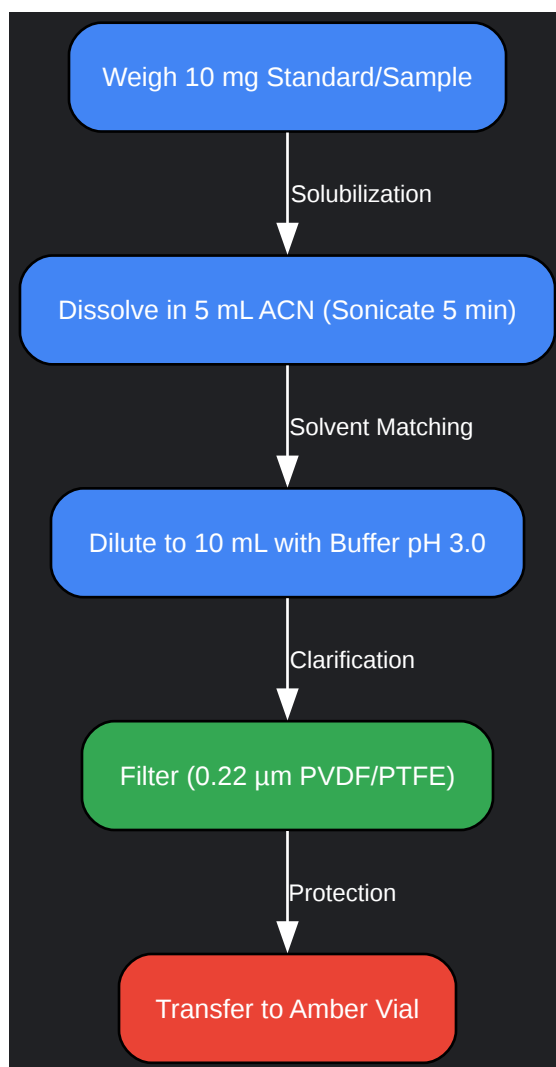 Weigh 10 mg Standard/Sample
Solubilization
Dissolve in 5 mL ACN (Sonicate 5 min)
Solvent Matching
Dilute to 10 mL with Buffer pH 3.0
Clarification
Filter (0.22 µm PVDF/PTFE)
Protection
Transfer to Amber Vial